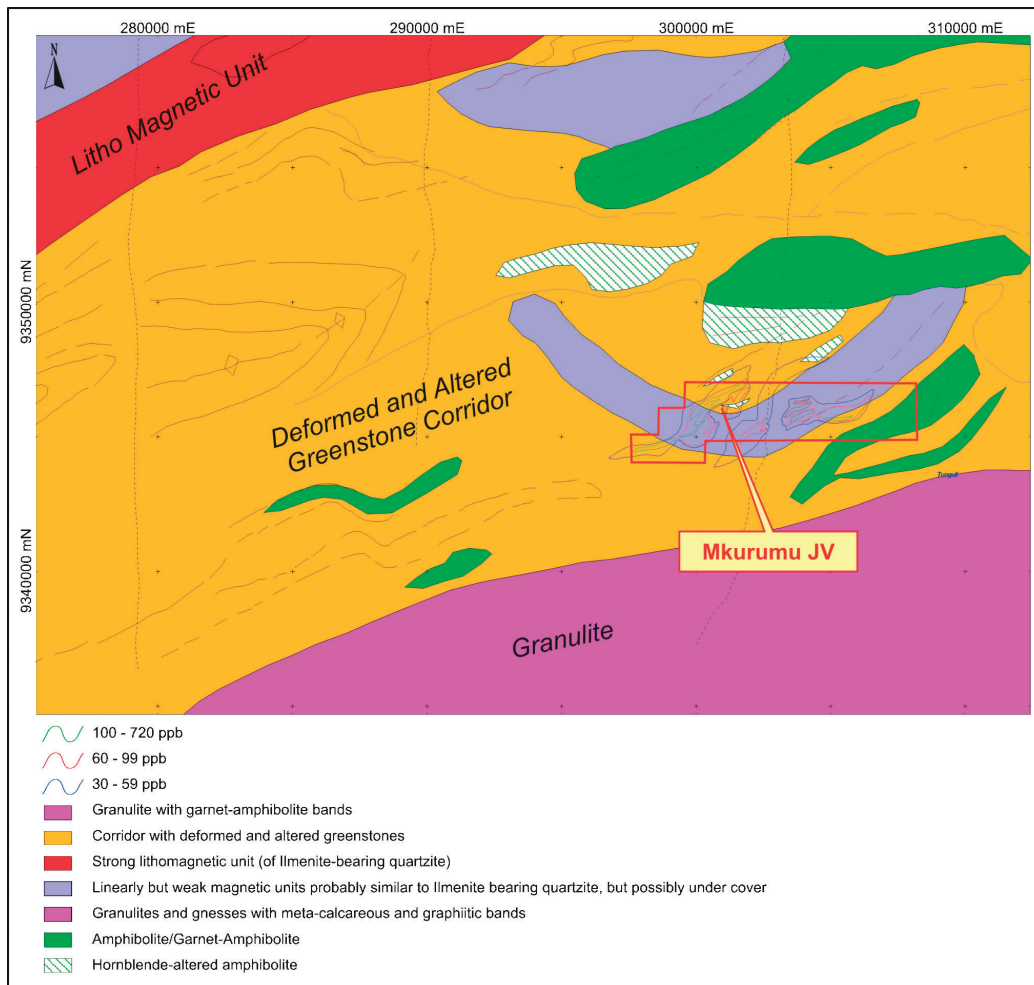 280000 mE
290000 mE
300000 mE
310000 mE
N
Litho Magnetic Unit
9350000 mN
Deformed and Altered
Greenstone Corridor
Tunguli
Mkurumu JV
9340000 mN
Granulite
100 - 720 ppb
60 - 99 ppb
30 - 59 ppb
Granulite with garnet-amphibolite bands
Corridor with deformed and altered greenstones
Strong lithomagnetic unit (of Ilmenite-bearing quartzite)
Linearly but weak magnetic units probably similar to Ilmenite bearing quartzite, but possibly under cover
Granulites and gnesses with meta-calcareous and graphiitic bands
Amphibolite/Garnet-Amphibolite
Hornblende-altered amphibolite